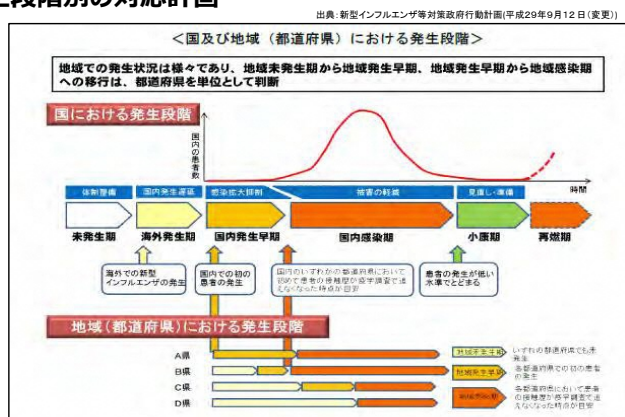 段階別の対応計画
出典：新型インフルエンザ等対策政府行動計画(平成29年9月12日(変更))
＜国及び地域（都道府県）における発生段階＞
地域での発生状況は様々であり、地域未発生期から地域発生早期、地域発生早期から地域感染期
への移行は、都道府県を単位として判断
国における発生段階
国内の患者数
時間
体制整備
国内発生遅延
感染拡大抑制
被害の軽減
見直し・準備
未発生期
海外発生期
国内発生早期
国内感染期
小康期
再燃期
海外での新型
インフルエンザの発生
国内での初の
患者の発生
国内のいずれかの都道府県において
初めて患者の接触歴が疫学調査で追
えなくなった時点が目安
患者の発生が低い
水準でとどまる
地域（都道府県）における発生段階
A県
B県
C県
D県
地域未発生期
いずれの都道府県でも未
発生
地域発生早期
各都道府県での初の患者
の発生
地域感染期
各都道府県において患者
の接触歴が疫学調査で追
えなくなった時点が目安